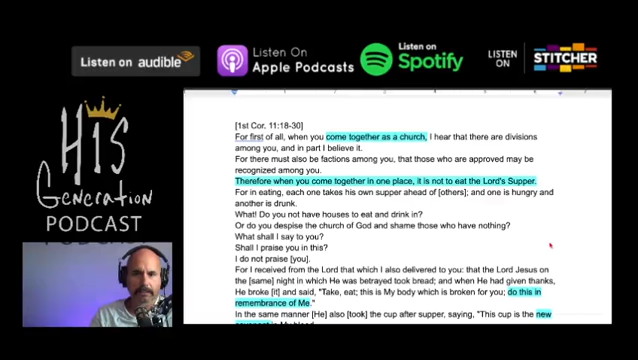 Listen on audible
Listen On
Apple Podcasts
Listen on
Spotify
LISTEN
ON
STITCHER
HIS
Generation
PODCAST
[1st Cor. 11:18-30]
For first of all, when you come together as a church, I hear that there are divisions
among you, and in part I believe it.
For there must also be factions among you, that those who are approved may be
recognized among you.
Therefore when you come together in one place, it is not to eat the Lord's Supper.
For in eating, each one takes his own supper ahead of [others]; and one is hungry and
another is drunk.
What! Do you not have houses to eat and drink in?
Or do you despise the church of God and shame those who have nothing?
What shall I say to you?
Shall I praise you in this?
I do not praise [you].
For I received from the Lord that which I also delivered to you: that the Lord Jesus on
the [same] night in which He was betrayed took bread; and when He had given thanks,
He broke [it] and said, "Take, eat; this is My body which is broken for you; do this in
remembrance of Me."
In the same manner [He] also [took] the cup after supper, saying, "This cup is the new
covenant in My blood